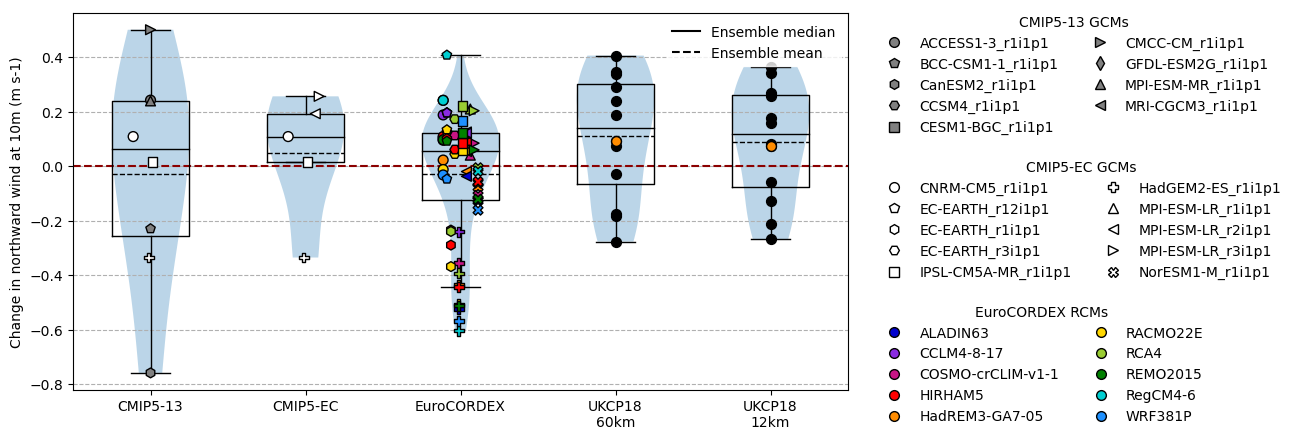 Change in northward wind at 10m (m s-1)
0.4
0.2
0.0
−0.2
−0.4
−0.6
−0.8
Ensemble median
Ensemble mean
CMIP5-13
CMIP5-EC
EuroCORDEX
UKCP18
60km
UKCP18
12km
CMIP5-13 GCMs
ACCESS1-3_r1i1p1
BCC-CSM1-1_r1i1p1
CanESM2_r1i1p1
CCSM4_r1i1p1
CESM1-BGC_r1i1p1
CMCC-CM_r1i1p1
GFDL-ESM2G_r1i1p1
MPI-ESM-MR_r1i1p1
MRI-CGCM3_r1i1p1
CMIP5-EC GCMs
CNRM-CM5_r1i1p1
EC-EARTH_r12i1p1
EC-EARTH_r1i1p1
EC-EARTH_r3i1p1
IPSL-CM5A-MR_r1i1p1
HadGEM2-ES_r1i1p1
MPI-ESM-LR_r1i1p1
MPI-ESM-LR_r2i1p1
MPI-ESM-LR_r3i1p1
NorESM1-M_r1i1p1
EuroCORDEX RCMs
ALADIN63
CCLM4-8-17
COSMO-crCLIM-v1-1
HIRHAM5
HadREM3-GA7-05
RACMO22E
RCA4
REMO2015
RegCM4-6
WRF381P